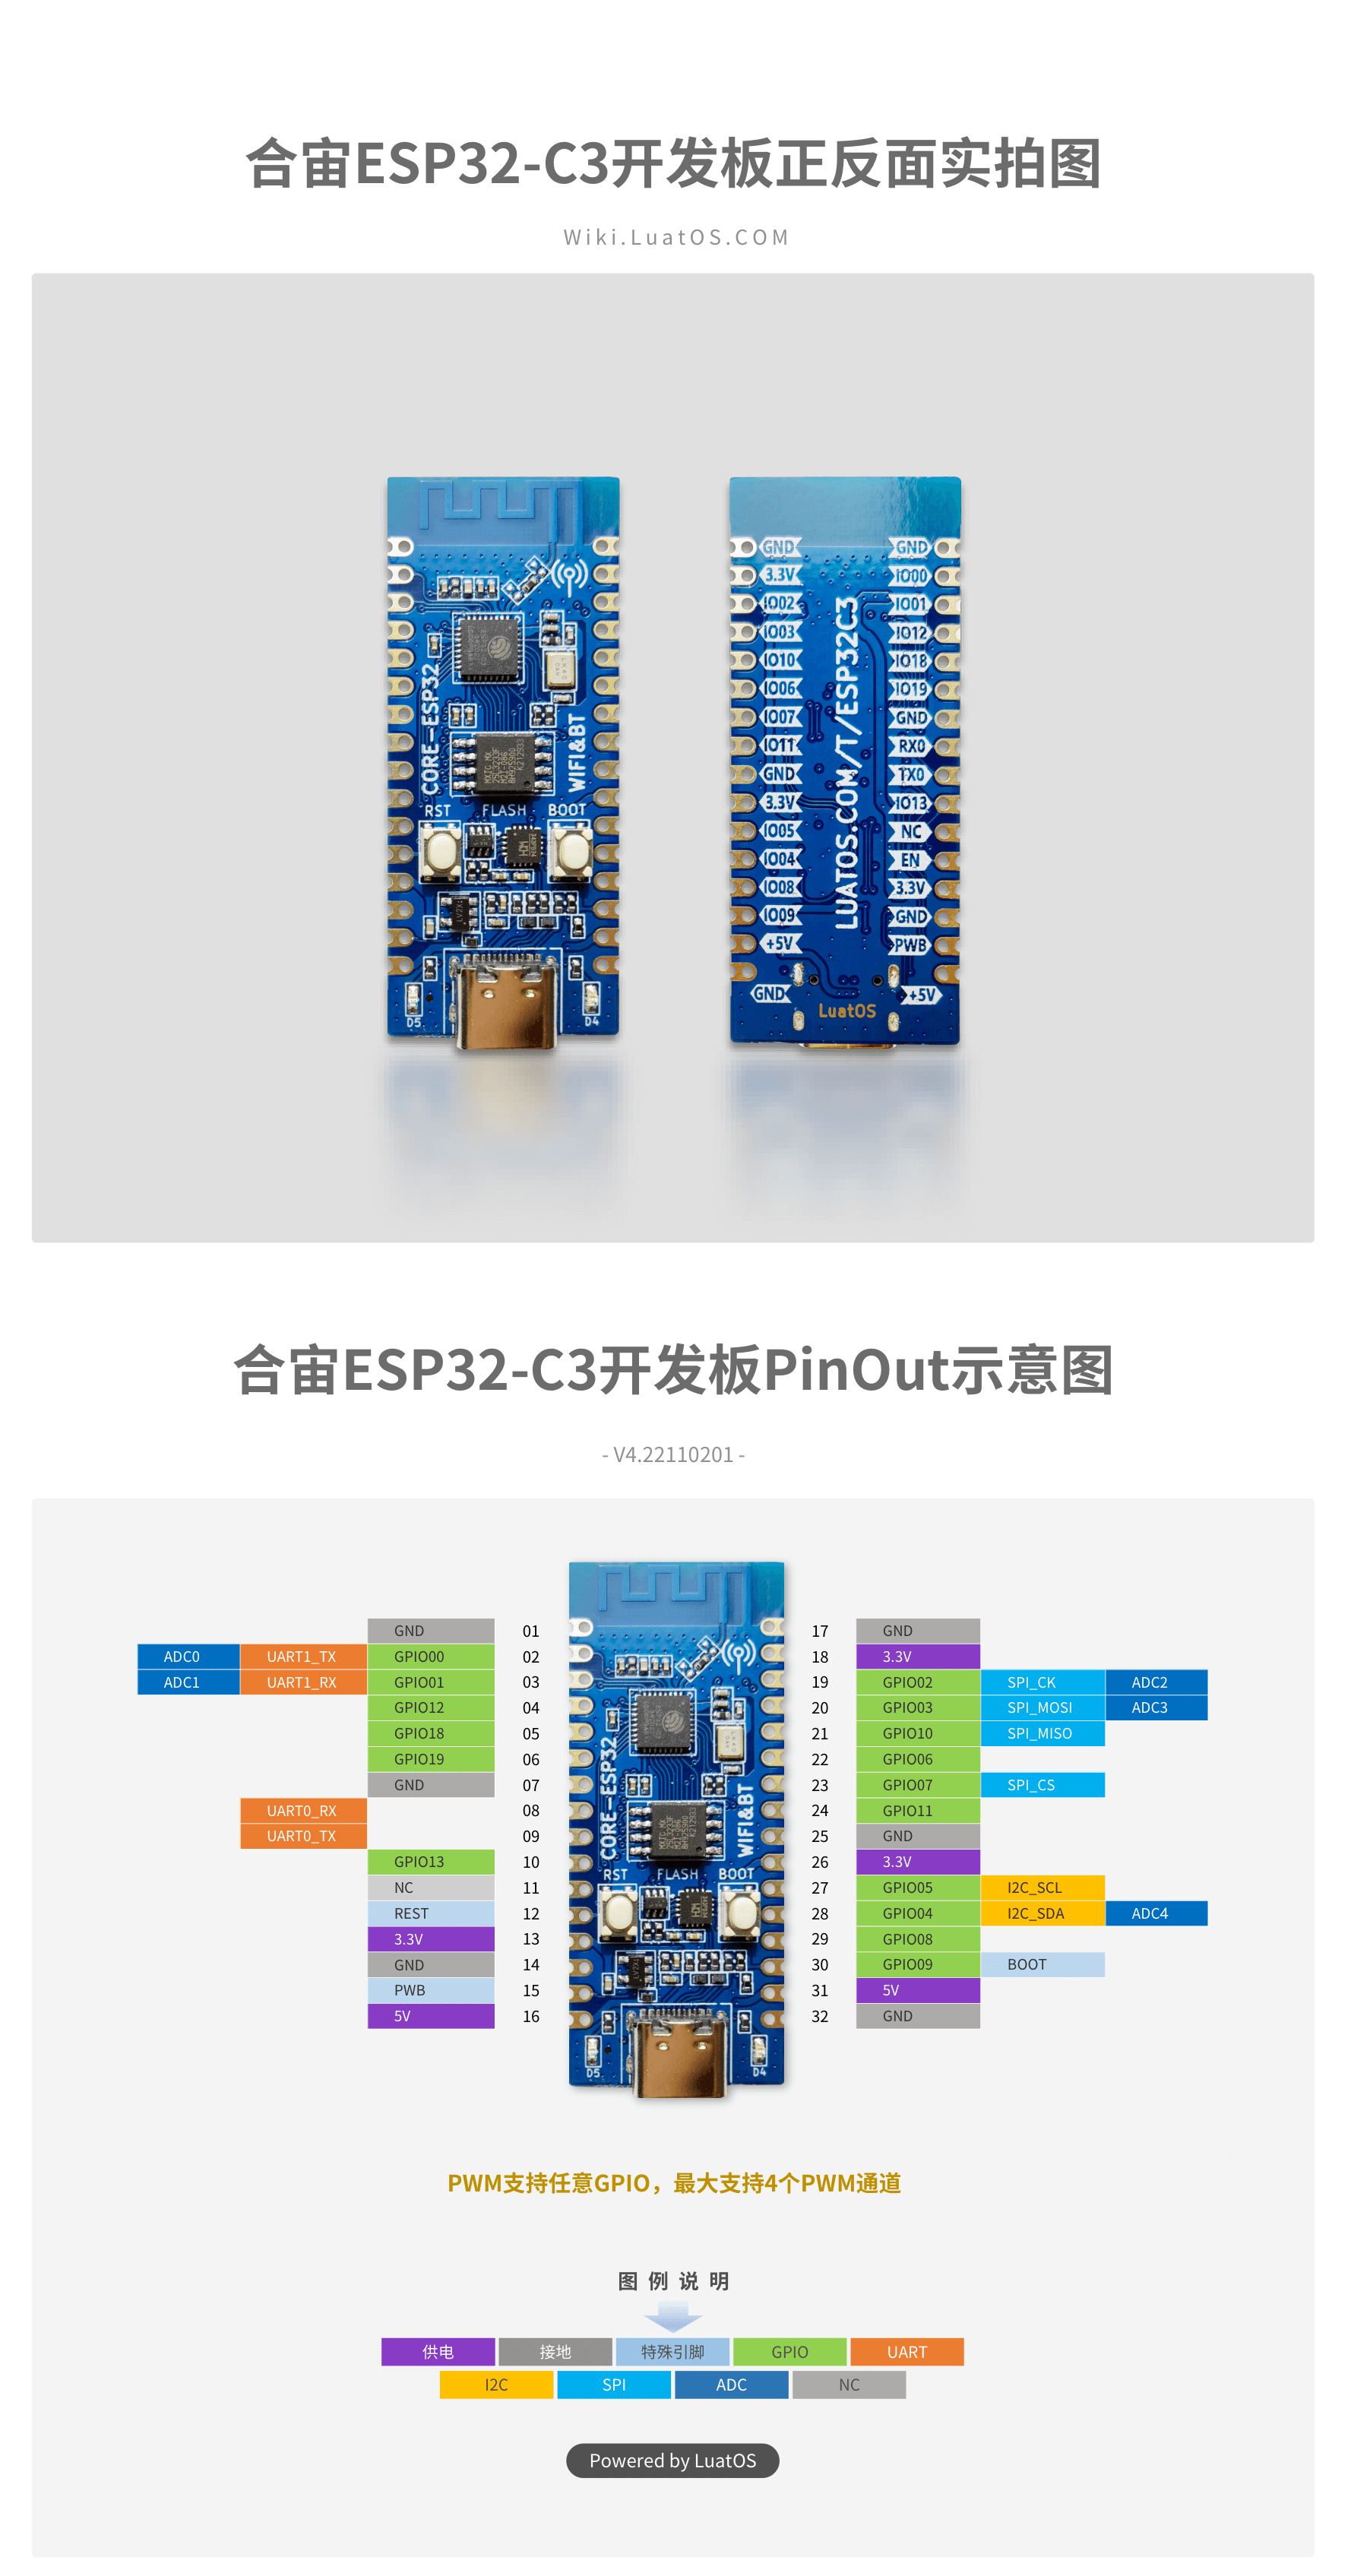 合宙ESP32-C3开发板正反面实拍图
Wiki.LuatOS.COM
CORE-ESP32
WIFI&BT
RST FLASH BOOT
D5 D4
GND GND
3.3V IO00
IO02 IO01
IO03 IO12
IO10 IO18
IO06 IO19
IO07 GND
IO11 RX0
GND TX0
3.3V IO13
IO05 NC
IO04 EN
IO08 3.3V
IO09 GND
+5V PWB
GND +5V
LUATOS.COM/T/ESP32C3
LuatOS
合宙ESP32-C3开发板PinOut示意图
- V4.22110201 -
GND 01 17 GND
ADC0 UART1_TX GPIO00 02 18 3.3V
ADC1 UART1_RX GPIO01 03 19 GPIO02 SPI_CK ADC2
GPIO12 04 20 GPIO03 SPI_MOSI ADC3
GPIO18 05 21 GPIO10 SPI_MISO
GPIO19 06 22 GPIO06
GND 07 23 GPIO07 SPI_CS
UART0_RX 08 24 GPIO11
UART0_TX 09 25 GND
GPIO13 10 26 3.3V
NC 11 27 GPIO05 I2C_SCL
REST 12 28 GPIO04 I2C_SDA ADC4
3.3V 13 29 GPIO08
GND 14 30 GPIO09 BOOT
PWB 15 31 5V
5V 16 32 GND
CORE-ESP32
WIFI&BT
RST FLASH BOOT
D5 D4
PWM支持任意GPIO，最大支持4个PWM通道
图例说明
供电 接地 特殊引脚 GPIO UART
I2C SPI ADC NC
Powered by LuatOS